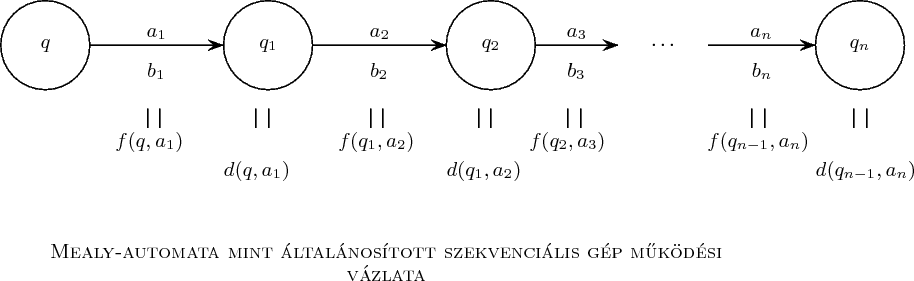 a₁ a₂ a₃ aₙ
q q₁ q₂ ⋯ qₙ
b₁ b₂ b₃ bₙ
|| || || || || || ||
f(q, a₁) f(q₁, a₂) f(q₂, a₃) f(qₙ₋₁, aₙ)
d(q, a₁) d(q₁, a₂) d(qₙ₋₁, aₙ)
Mealy-automata mint általánosított szekvenciális gép működési
vázlata